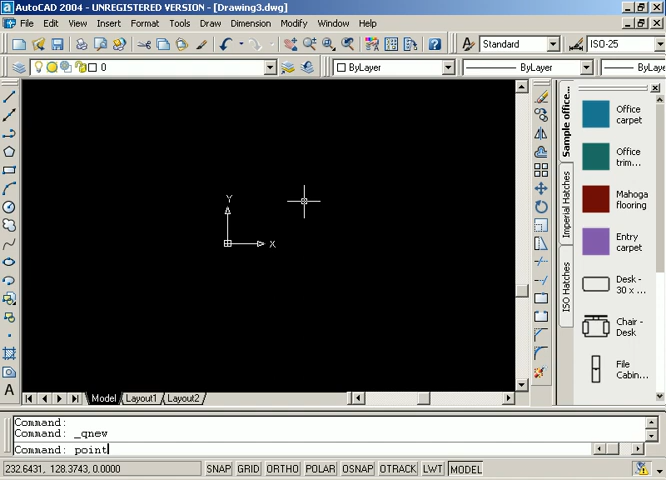 AutoCAD 2004 - UNREGISTERED VERSION - [Drawing3.dwg]
File Edit View Insert Format Tools Draw Dimension Modify Window Help
Standard ISO-25
0 ByLayer ByLayer ByLayer
Sample office...
Imperial Hatches
ISO Hatches
Office
carpet
Office
trim...
Mahoga
flooring
Entry
carpet
Desk -
30 x ...
Chair -
Desk
File
Cabin...
Y
X
A
Model Layout1 Layout2
Command:
Command: _qnew
Command: point
232.6431, 128.3743, 0.0000 SNAP GRID ORTHO POLAR OSNAP OTRACK LWT MODEL